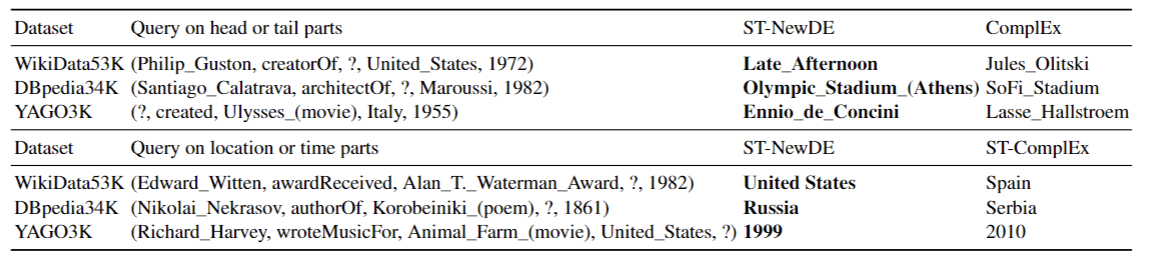 Dataset Query on head or tail parts ST-NewDE ComplEx
WikiData53K (Philip_Guston, creatorOf, ?, United_States, 1972) Late_Afternoon Jules_Olitski
DBpedia34K (Santiago_Calatrava, architectOf, ?, Maroussi, 1982) Olympic_Stadium_(Athens) SoFi_Stadium
YAGO3K (?, created, Ulysses_(movie), Italy, 1955) Ennio_de_Concini Lasse_Hallstroem
Dataset Query on location or time parts ST-NewDE ST-ComplEx
WikiData53K (Edward_Witten, awardReceived, Alan_T._Waterman_Award, ?, 1982) United States Spain
DBpedia34K (Nikolai_Nekrasov, authorOf, Korobeiniki_(poem), ?, 1861) Russia Serbia
YAGO3K (Richard_Harvey, wroteMusicFor, Animal_Farm_(movie), United_States, ?) 1999 2010